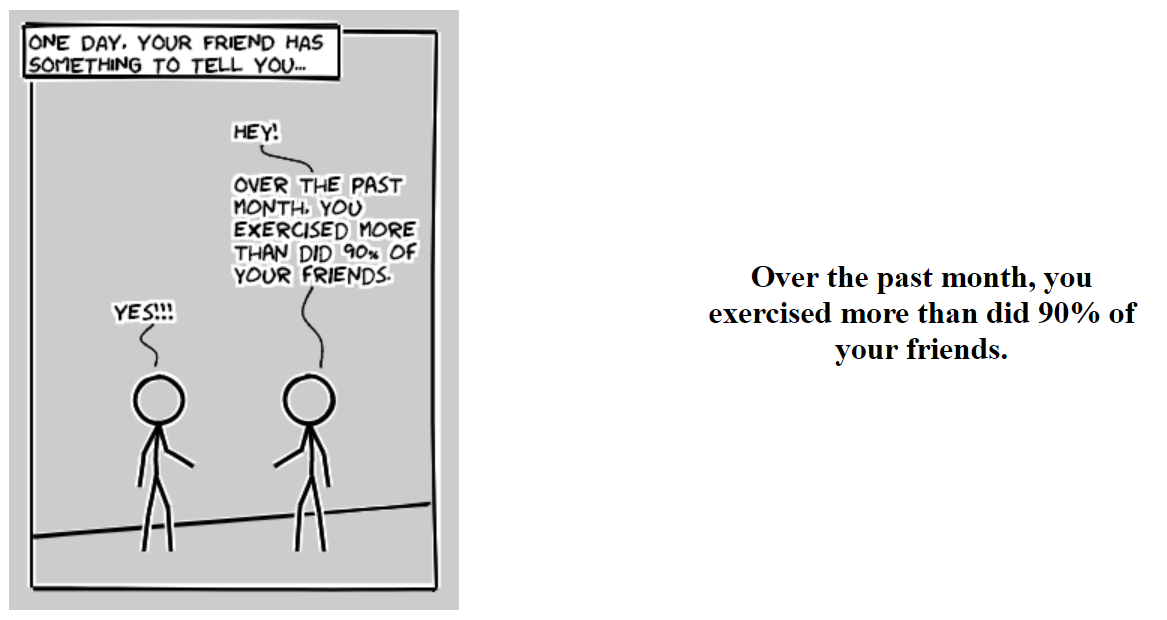 ONE DAY, YOUR FRIEND HAS
SOMETHING TO TELL YOU...
HEY!
OVER THE PAST
MONTH, YOU
EXERCISED MORE
THAN DID 90% OF
YOUR FRIENDS.
YES!!!
Over the past month, you
exercised more than did 90% of
your friends.